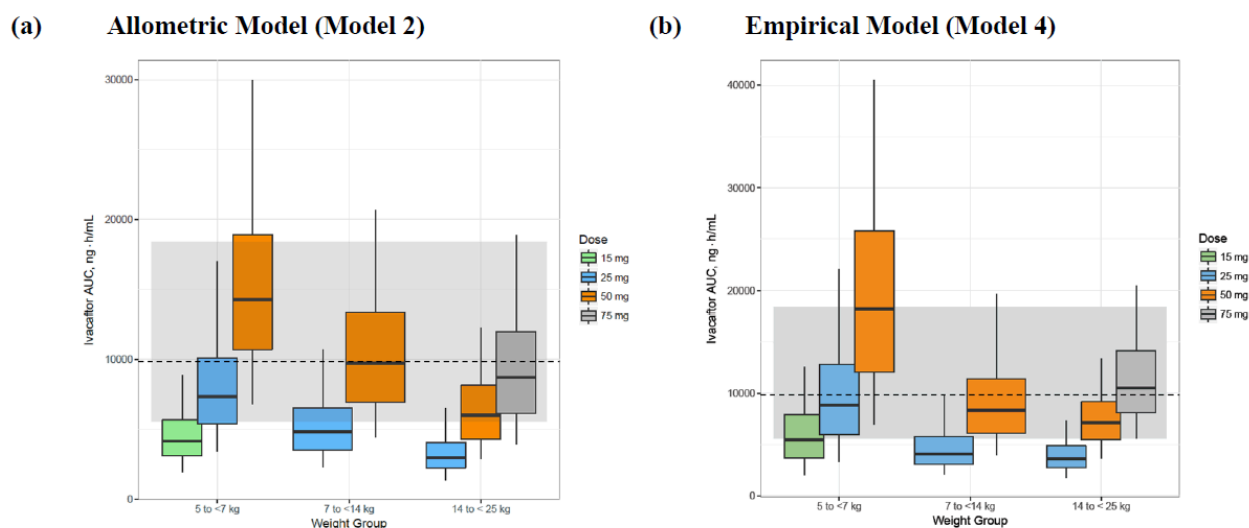 (a) Allometric Model (Model 2)
Ivacaftor AUC, ng·h/mL
30000
20000
10000
0
5 to <7 kg
7 to <14 kg
14 to < 25 kg
Weight Group
Dose
15 mg
25 mg
50 mg
75 mg
(b) Empirical Model (Model 4)
Ivacaftor AUC, ng·h/mL
40000
30000
20000
10000
0
5 to <7 kg
7 to <14 kg
14 to < 25 kg
Weight Group
Dose
15 mg
25 mg
50 mg
75 mg